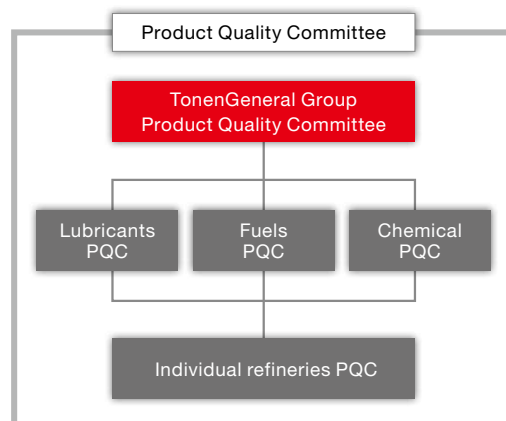 Product Quality Committee
TonenGeneral Group
Product Quality Committee
Lubricants
PQC
Fuels
PQC
Chemical
PQC
Individual refineries PQC